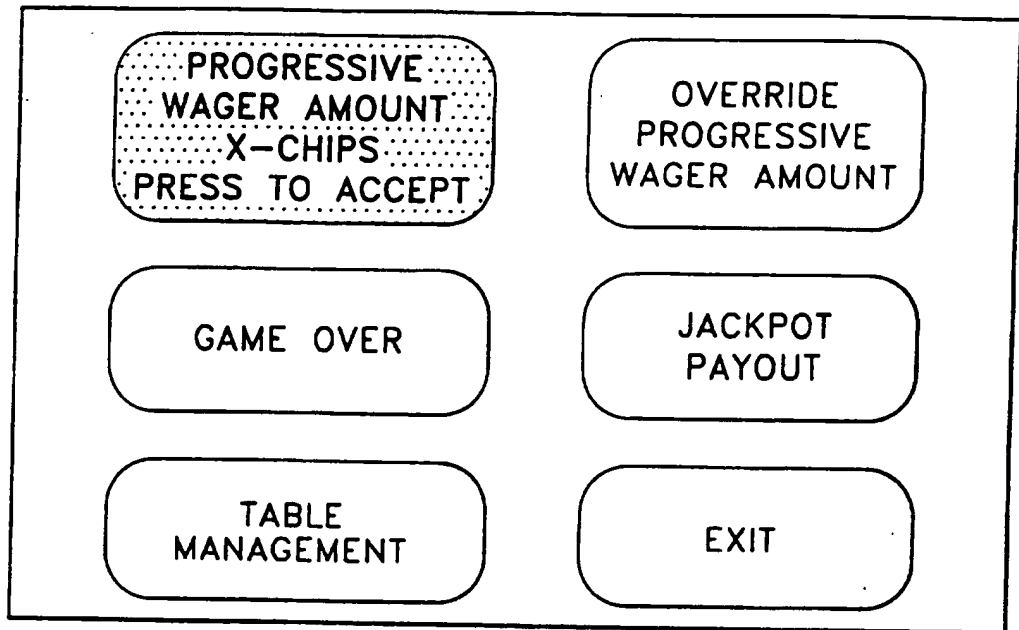 PROGRESSIVE
WAGER AMOUNT
X-CHIPS
PRESS TO ACCEPT
OVERRIDE
PROGRESSIVE
WAGER AMOUNT
GAME OVER
JACKPOT
PAYOUT
TABLE
MANAGEMENT
EXIT